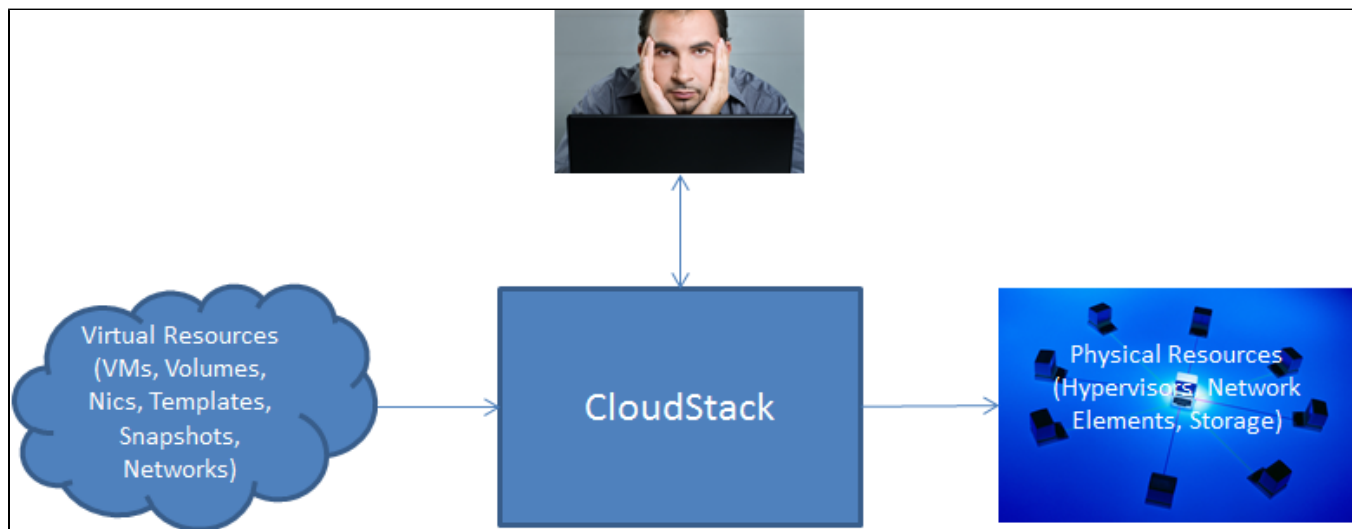 Virtual Resources
(VMs, Volumes,
Nics, Templates,
Snapshots,
Networks)
CloudStack
Physical Resources
(Hypervisors, Network
Elements, Storage)